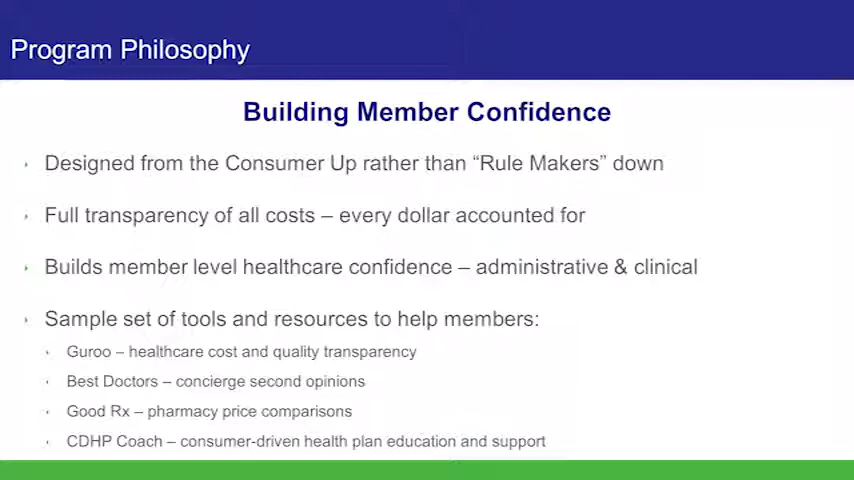 Program Philosophy
Building Member Confidence
Designed from the Consumer Up rather than “Rule Makers” down
Full transparency of all costs – every dollar accounted for
Builds member level healthcare confidence – administrative & clinical
Sample set of tools and resources to help members:
Guroo – healthcare cost and quality transparency
Best Doctors – concierge second opinions
Good Rx – pharmacy price comparisons
CDHP Coach – consumer-driven health plan education and support